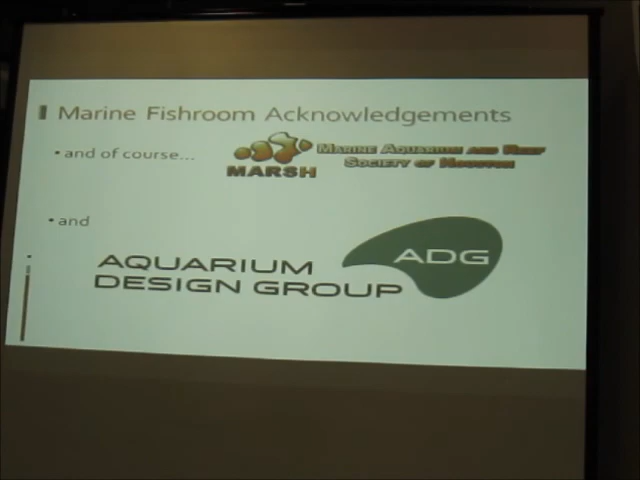 Marine Fishroom Acknowledgements
• and of course...
MARSH
MARINE AQUARIUM AND REEF
SOCIETY OF HOUSTON
• and
AQUARIUM
DESIGN GROUP
ADG